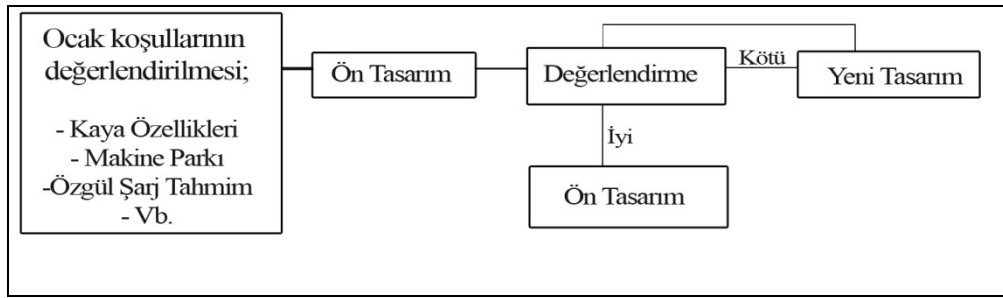 Ocak koşullarının
değerlendirilmesi;
- Kaya Özellikleri
- Makine Parkı
-Özgül Şarj Tahmim
- Vb.
Ön Tasarım
Değerlendirme
Kötü
Yeni Tasarım
İyi
Ön Tasarım